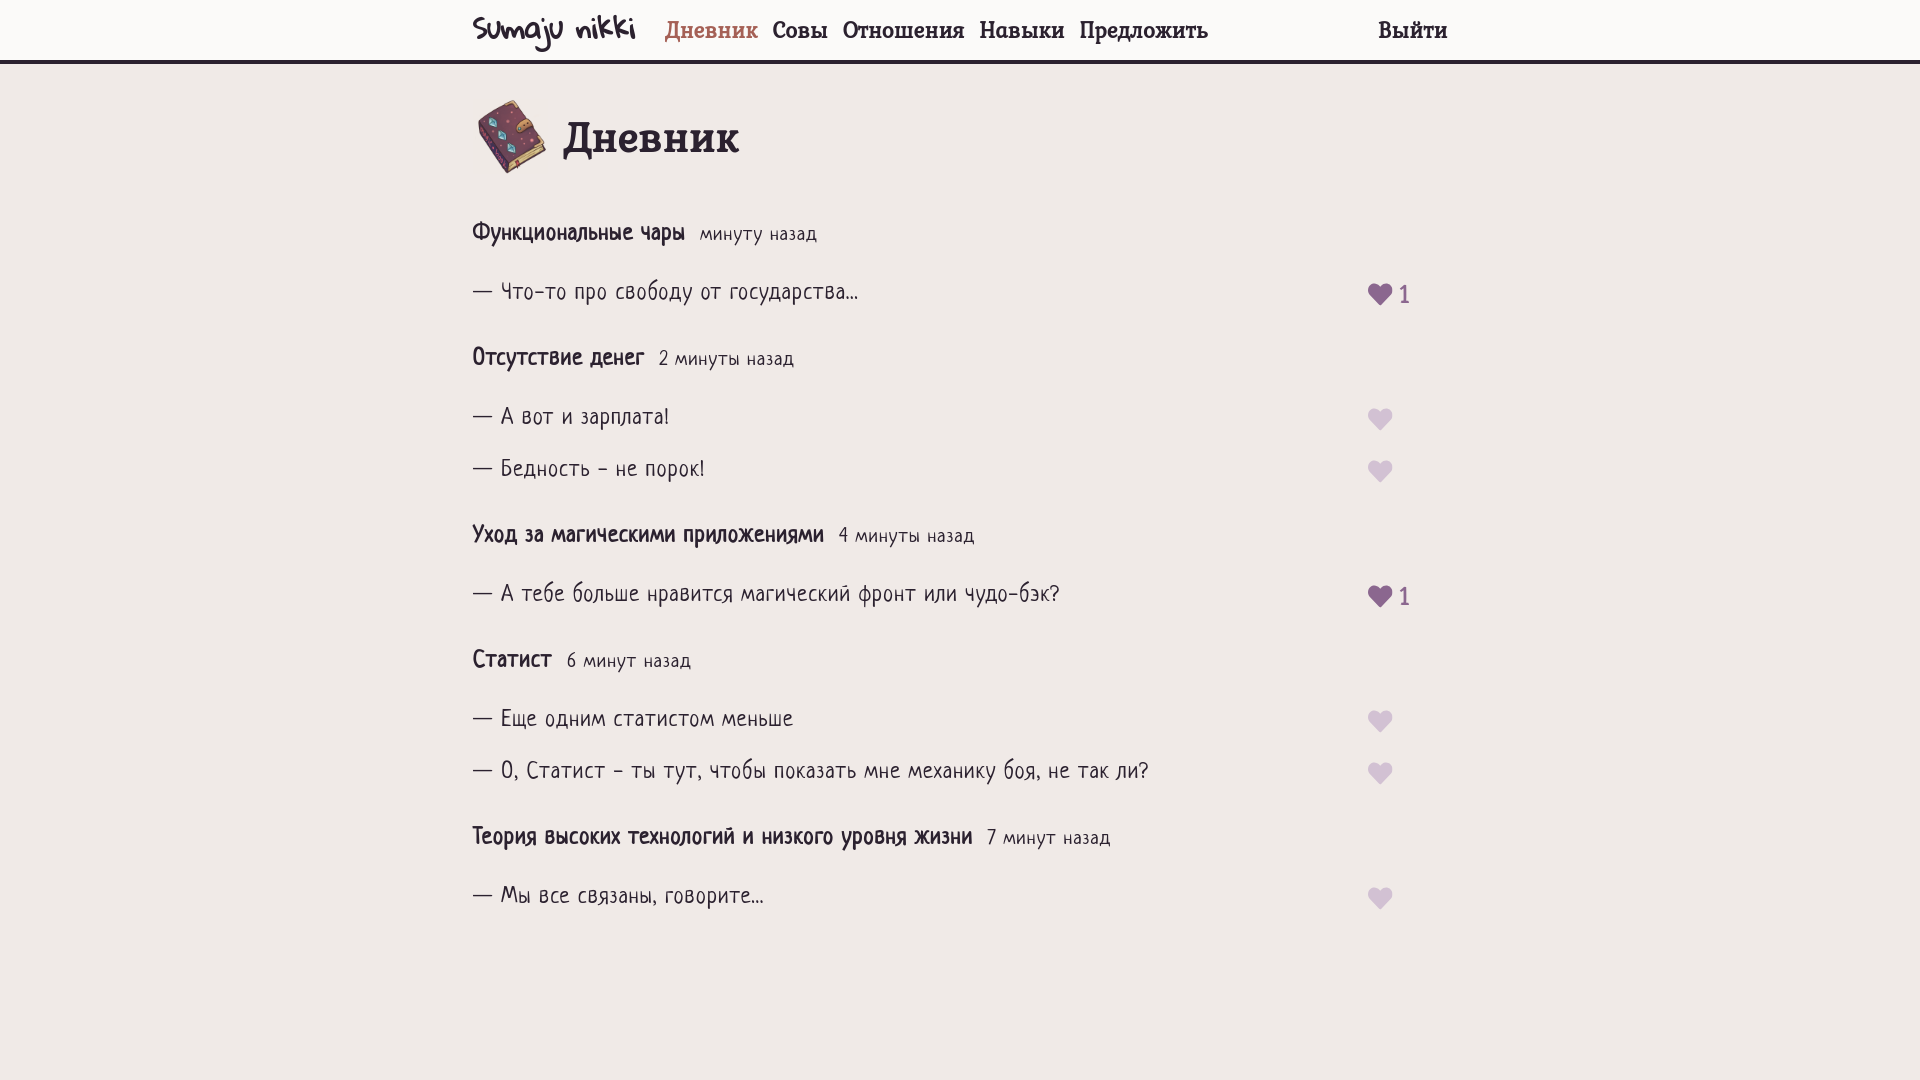 Sumaju nikki Дневник Совы Отношения Навыки Предложить Выйти
Дневник
Функциональные чары минуту назад
— Что-то про свободу от государства... 1
Отсутствие денег 2 минуты назад
— А вот и зарплата!
— Бедность - не порок!
Уход за магическими приложениями 4 минуты назад
— А тебе больше нравится магический фронт или чудо-бэк? 1
Статист 6 минут назад
— Еще одним статистом меньше
— О, Статист - ты тут, чтобы показать мне механику боя, не так ли?
Теория высоких технологий и низкого уровня жизни 7 минут назад
— Мы все связаны, говорите...